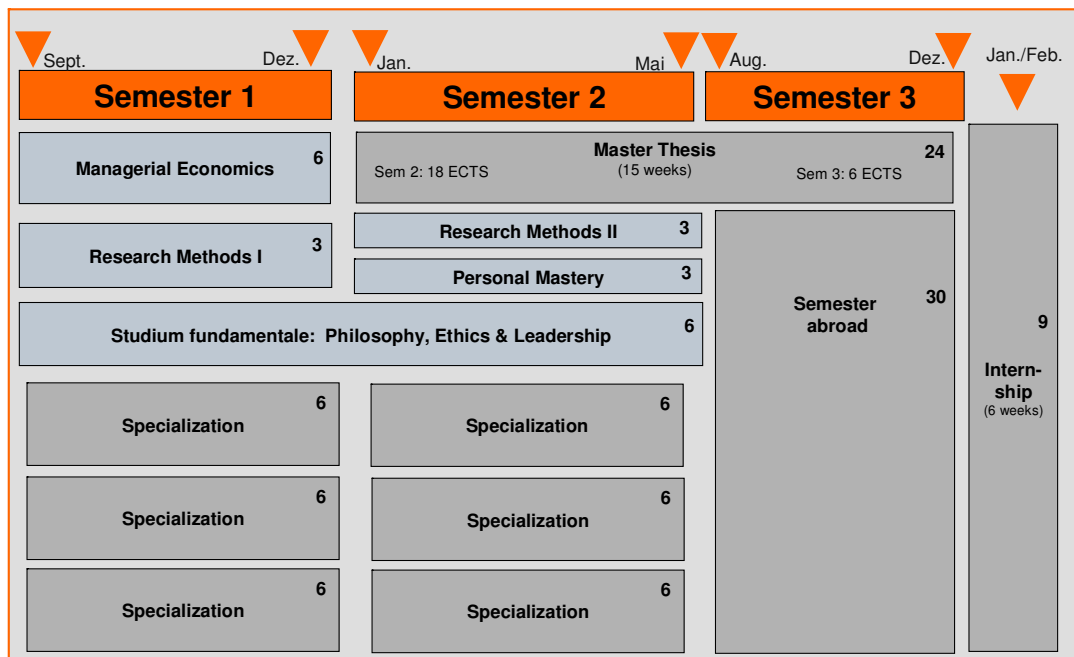 Sept.
Dez.
Jan.
Mai
Aug.
Dez.
Jan./Feb.
Semester 1
Semester 2
Semester 3
Managerial Economics
6
Master Thesis
(15 weeks)
24
Sem 2: 18 ECTS
Sem 3: 6 ECTS
Research Methods I
3
Research Methods II
3
Personal Mastery
3
Studium fundamentale:  Philosophy, Ethics & Leadership
6
Semester
abroad
30
9
Intern-
ship
(6 weeks)
Specialization
6
Specialization
6
Specialization
6
Specialization
6
Specialization
6
Specialization
6